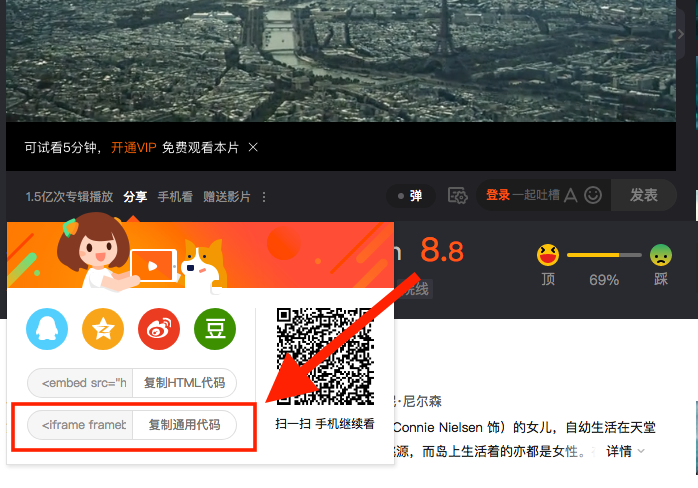 可试看5分钟，开通VIP 免费观看本片 ×
1.5亿次专辑播放 分享 手机看 赠送影片
弹
登录 一起吐槽
发表
8.8
顶 69% 踩
院线
豆
<embed src="h 复制HTML代码
<iframe frameb 复制通用代码
扫一扫 手机继续看
·尼尔森
(Connie Nielsen 饰）的女儿，自幼生活在天堂
源，而岛上生活着的亦都是女性。 详情